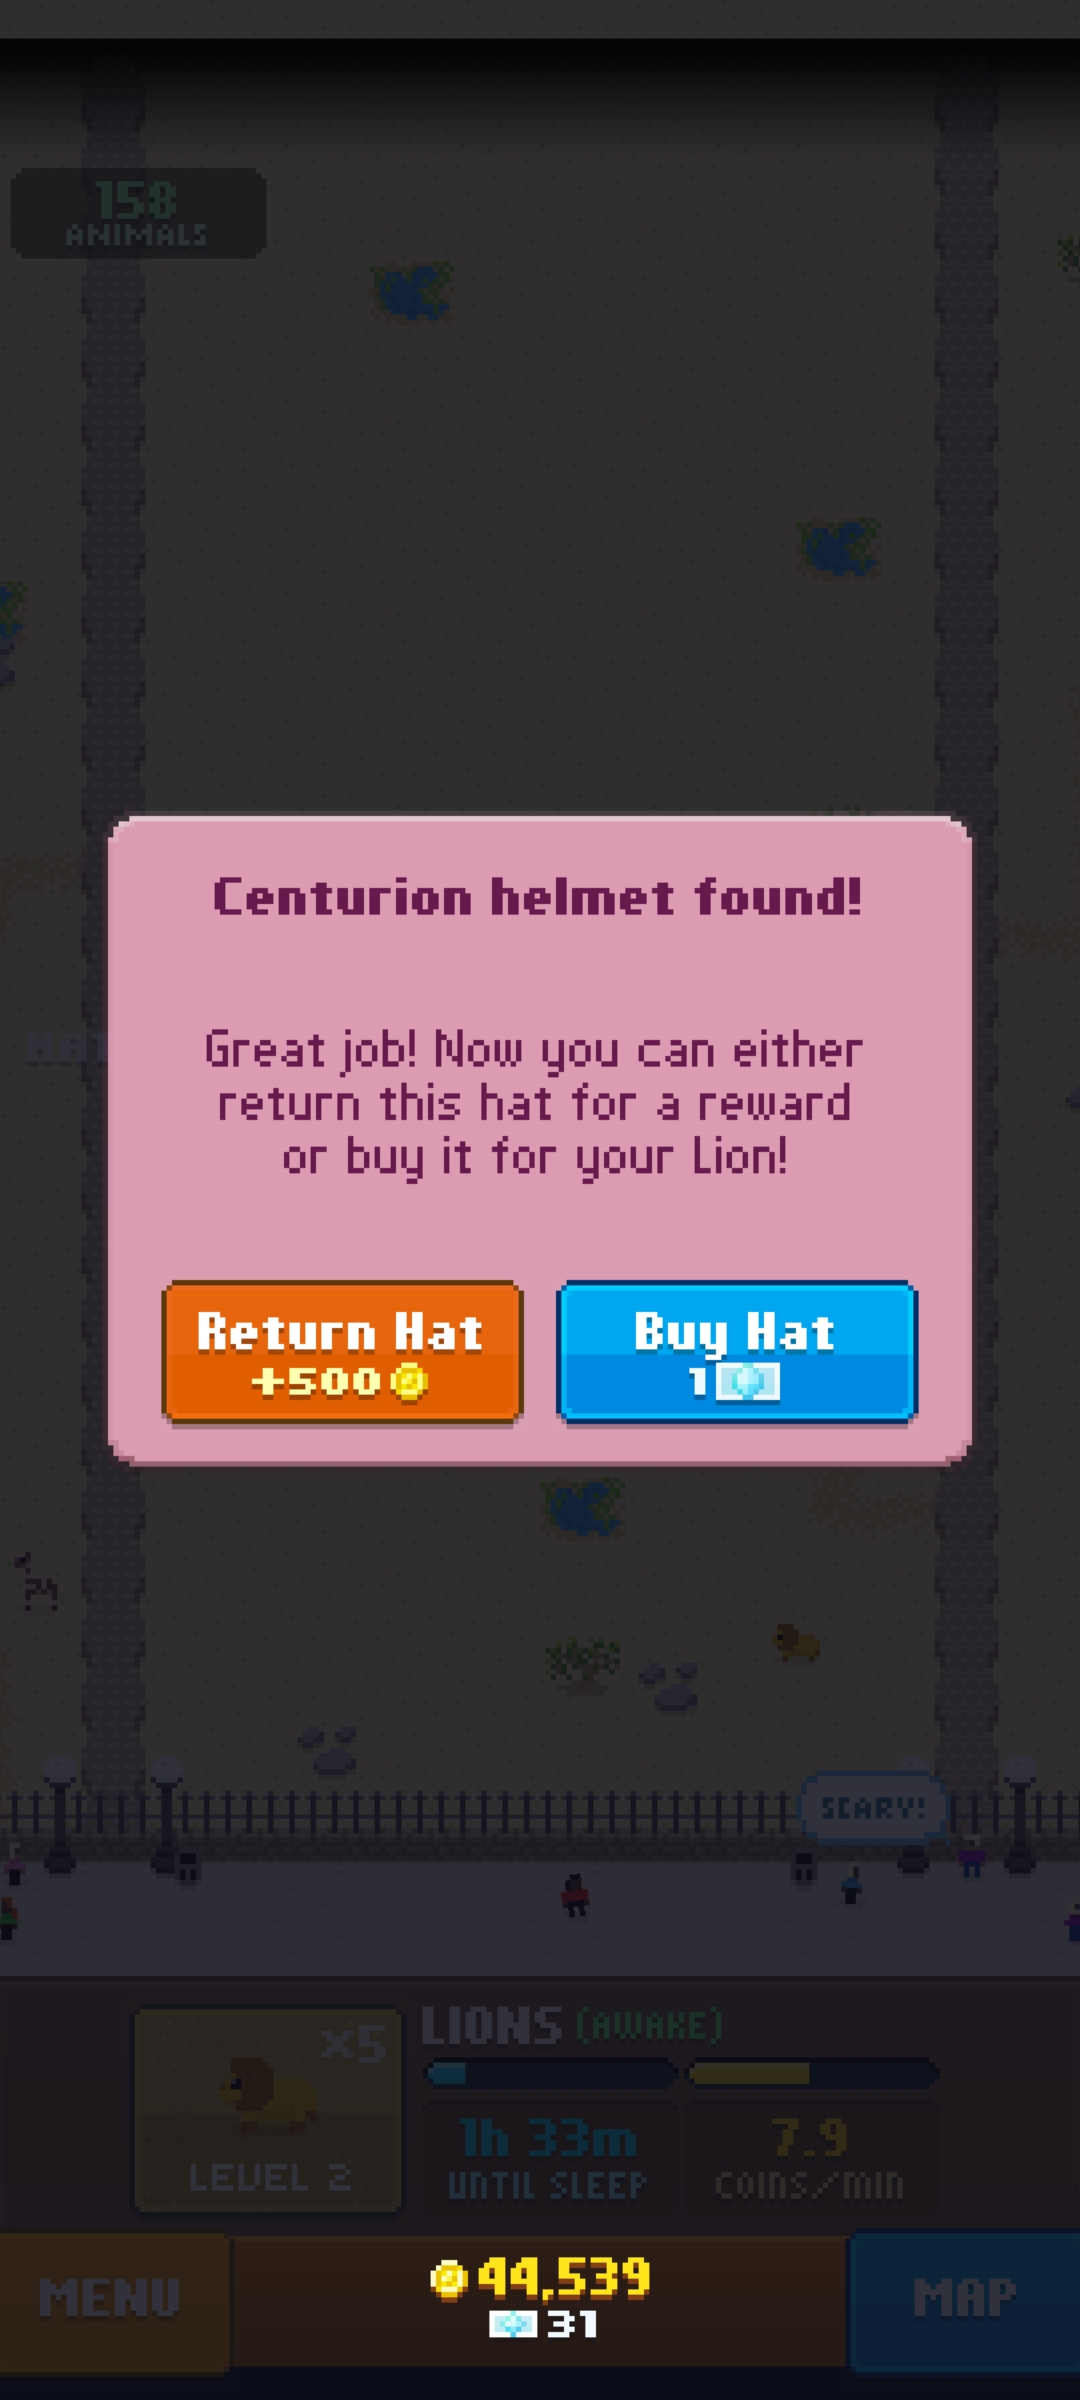 158
ANIMALS
Centurion helmet found!
Great job! Now you can either
return this hat for a reward
or buy it for your Lion!
Return Hat
+500
Buy Hat
1
SCARY!
x5
LEVEL 2
LIONS (AWAKE)
1h 33m
UNTIL SLEEP
7.9
COINS/MIN
MENU
44,539
31
MAP